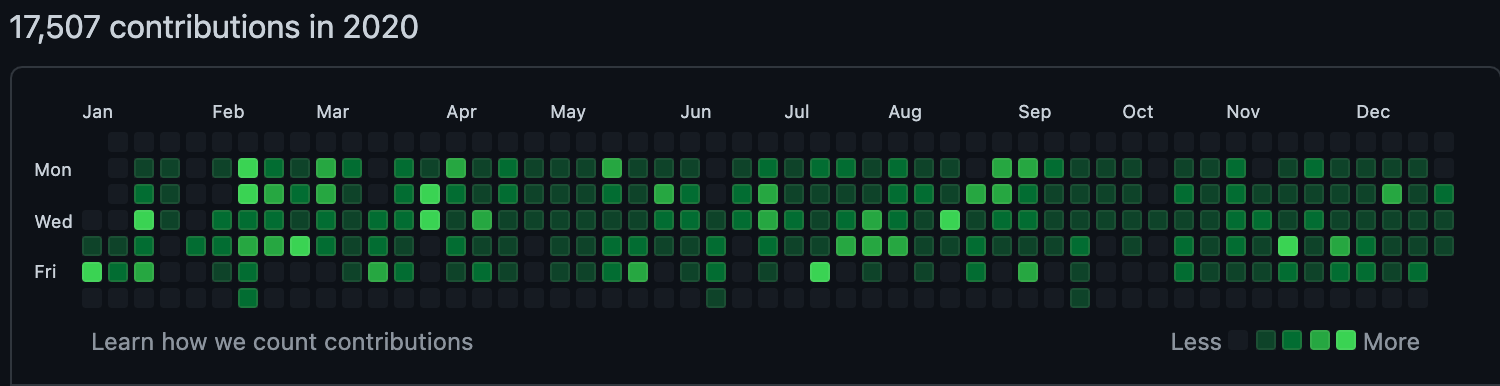 17,507 contributions in 2020
Jan Feb Mar Apr May Jun Jul Aug Sep Oct Nov Dec
Mon
Wed
Fri
Learn how we count contributions
Less More